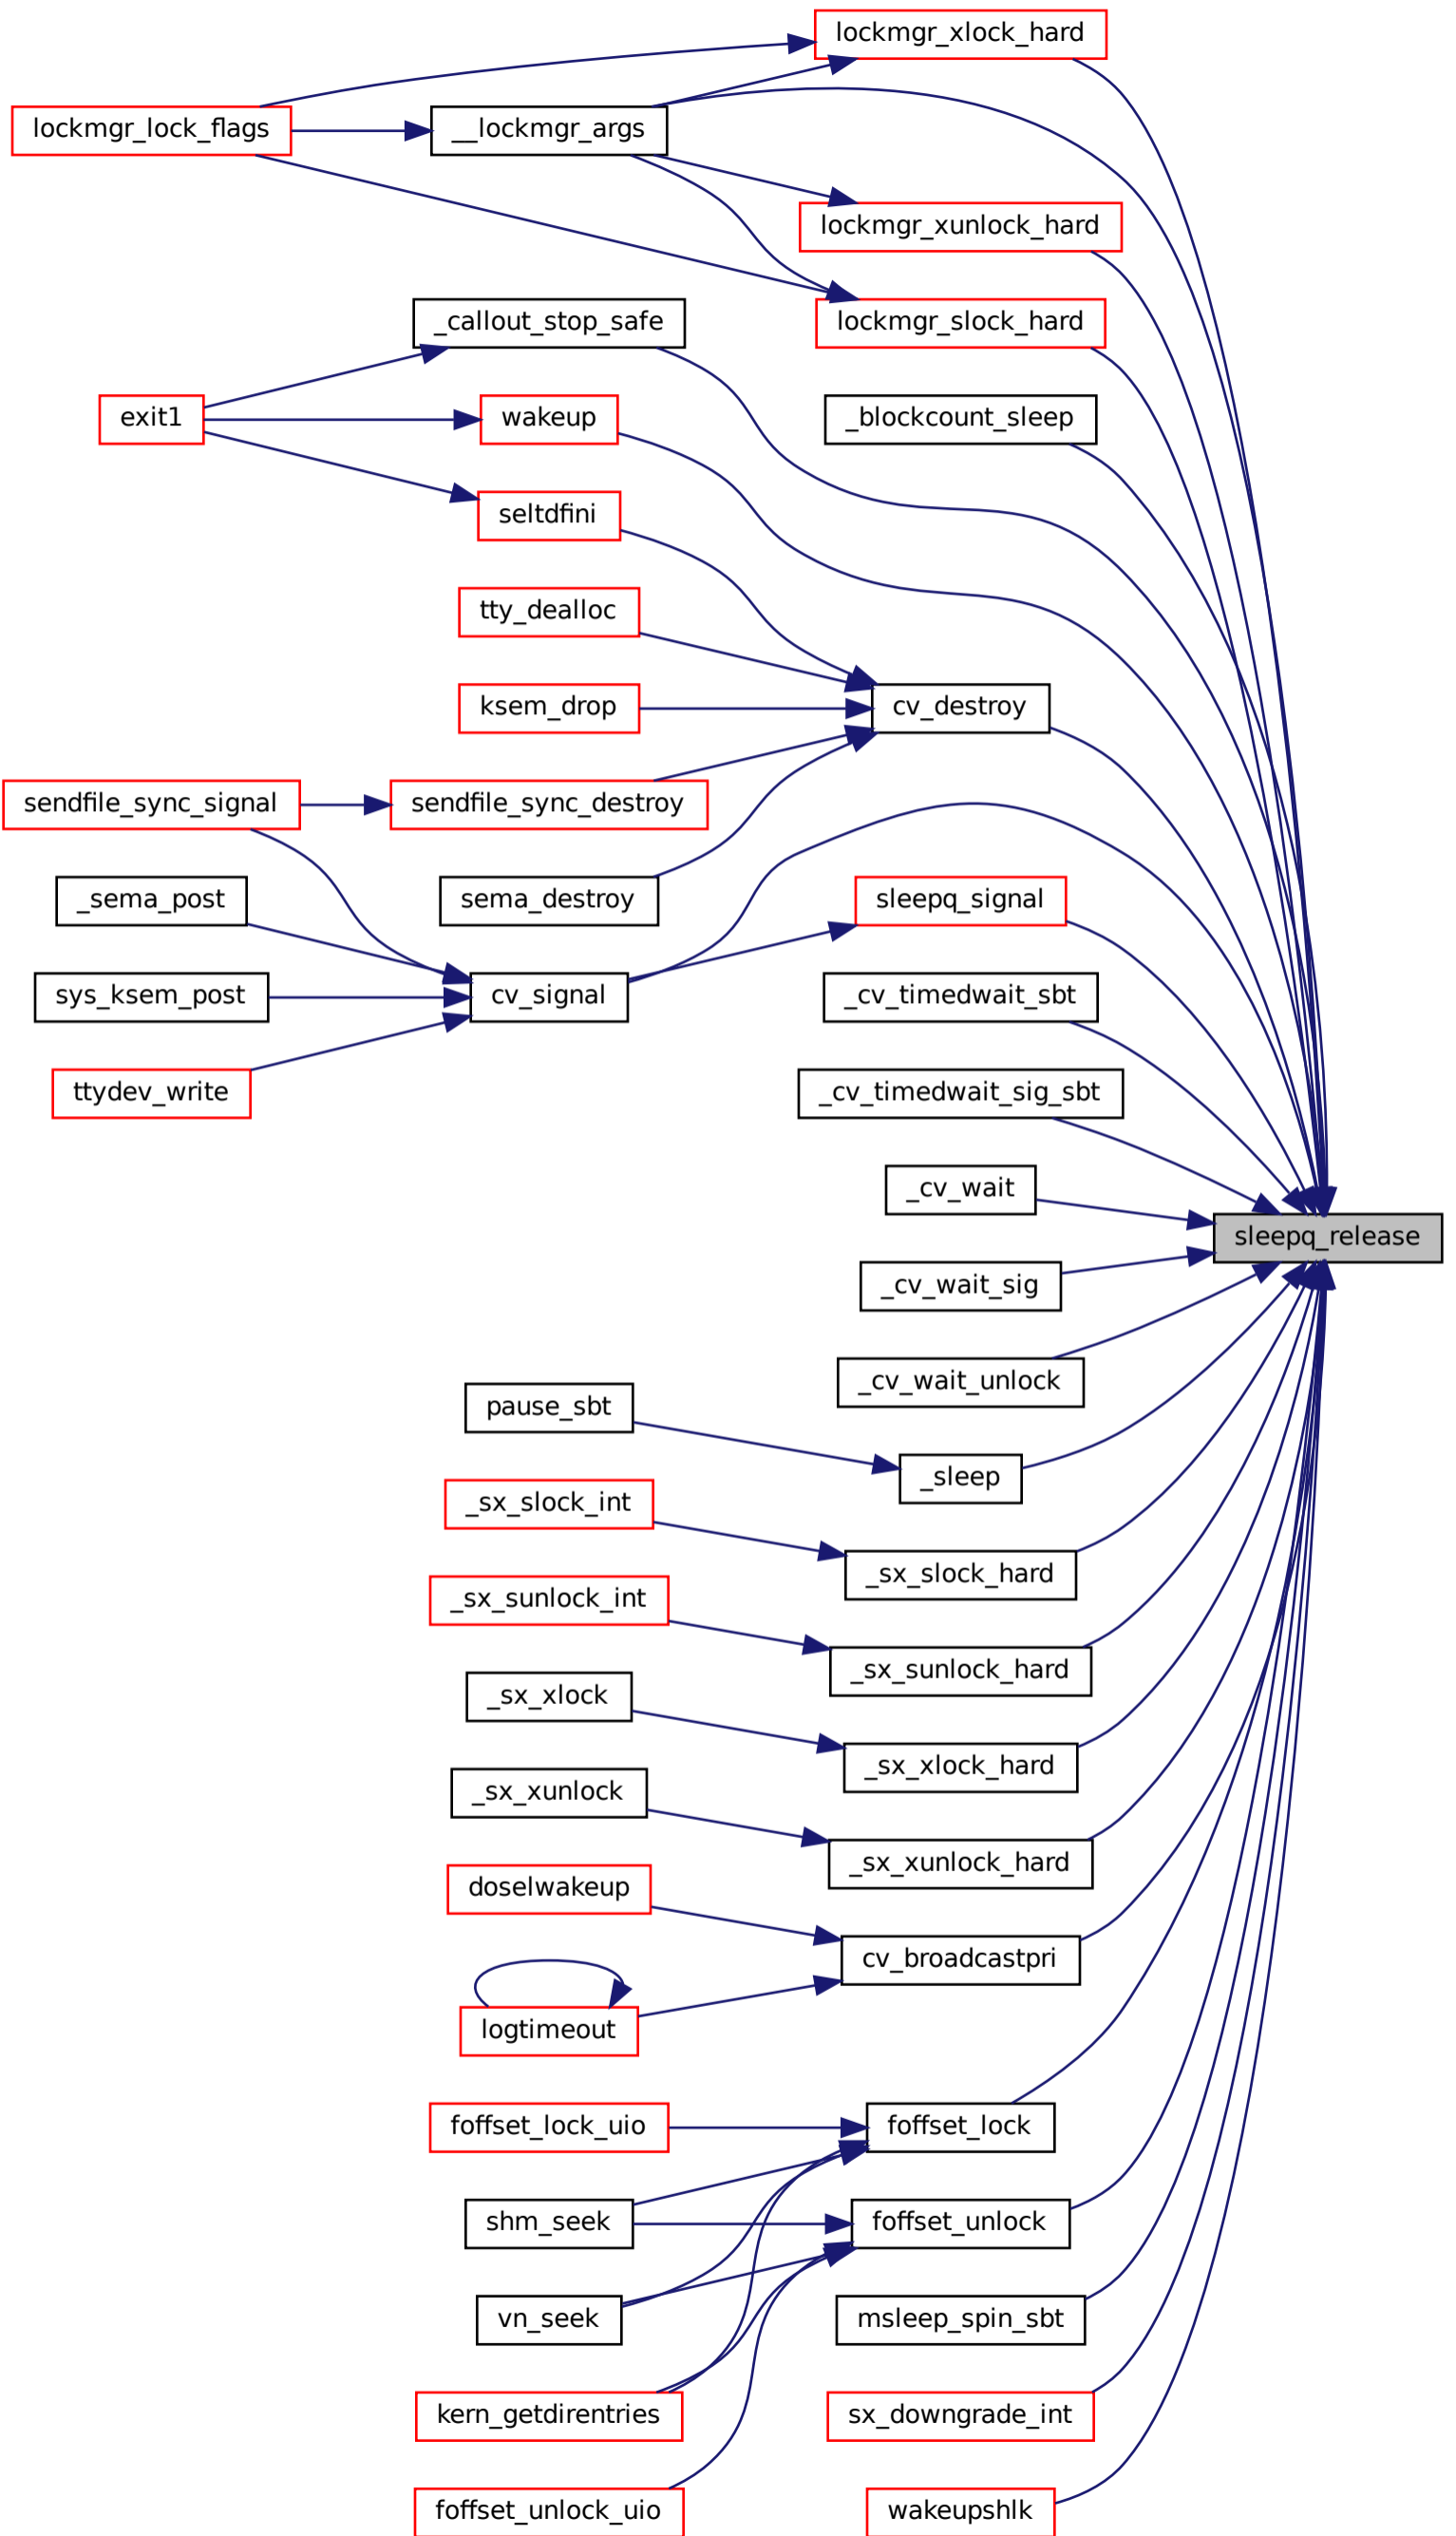 lockmgr_xlock_hard
lockmgr_lock_flags
__lockmgr_args
lockmgr_xunlock_hard
_callout_stop_safe
lockmgr_slock_hard
exit1
wakeup
_blockcount_sleep
seltdfini
tty_dealloc
ksem_drop
cv_destroy
sendfile_sync_signal
sendfile_sync_destroy
_sema_post
sema_destroy
sleepq_signal
sys_ksem_post
cv_signal
_cv_timedwait_sbt
ttydev_write
_cv_timedwait_sig_sbt
_cv_wait
sleepq_release
_cv_wait_sig
_cv_wait_unlock
pause_sbt
_sleep
_sx_slock_int
_sx_slock_hard
_sx_sunlock_int
_sx_sunlock_hard
_sx_xlock
_sx_xlock_hard
_sx_xunlock
_sx_xunlock_hard
doselwakeup
cv_broadcastpri
logtimeout
foffset_lock_uio
foffset_lock
shm_seek
foffset_unlock
vn_seek
msleep_spin_sbt
kern_getdirentries
sx_downgrade_int
foffset_unlock_uio
wakeupshlk